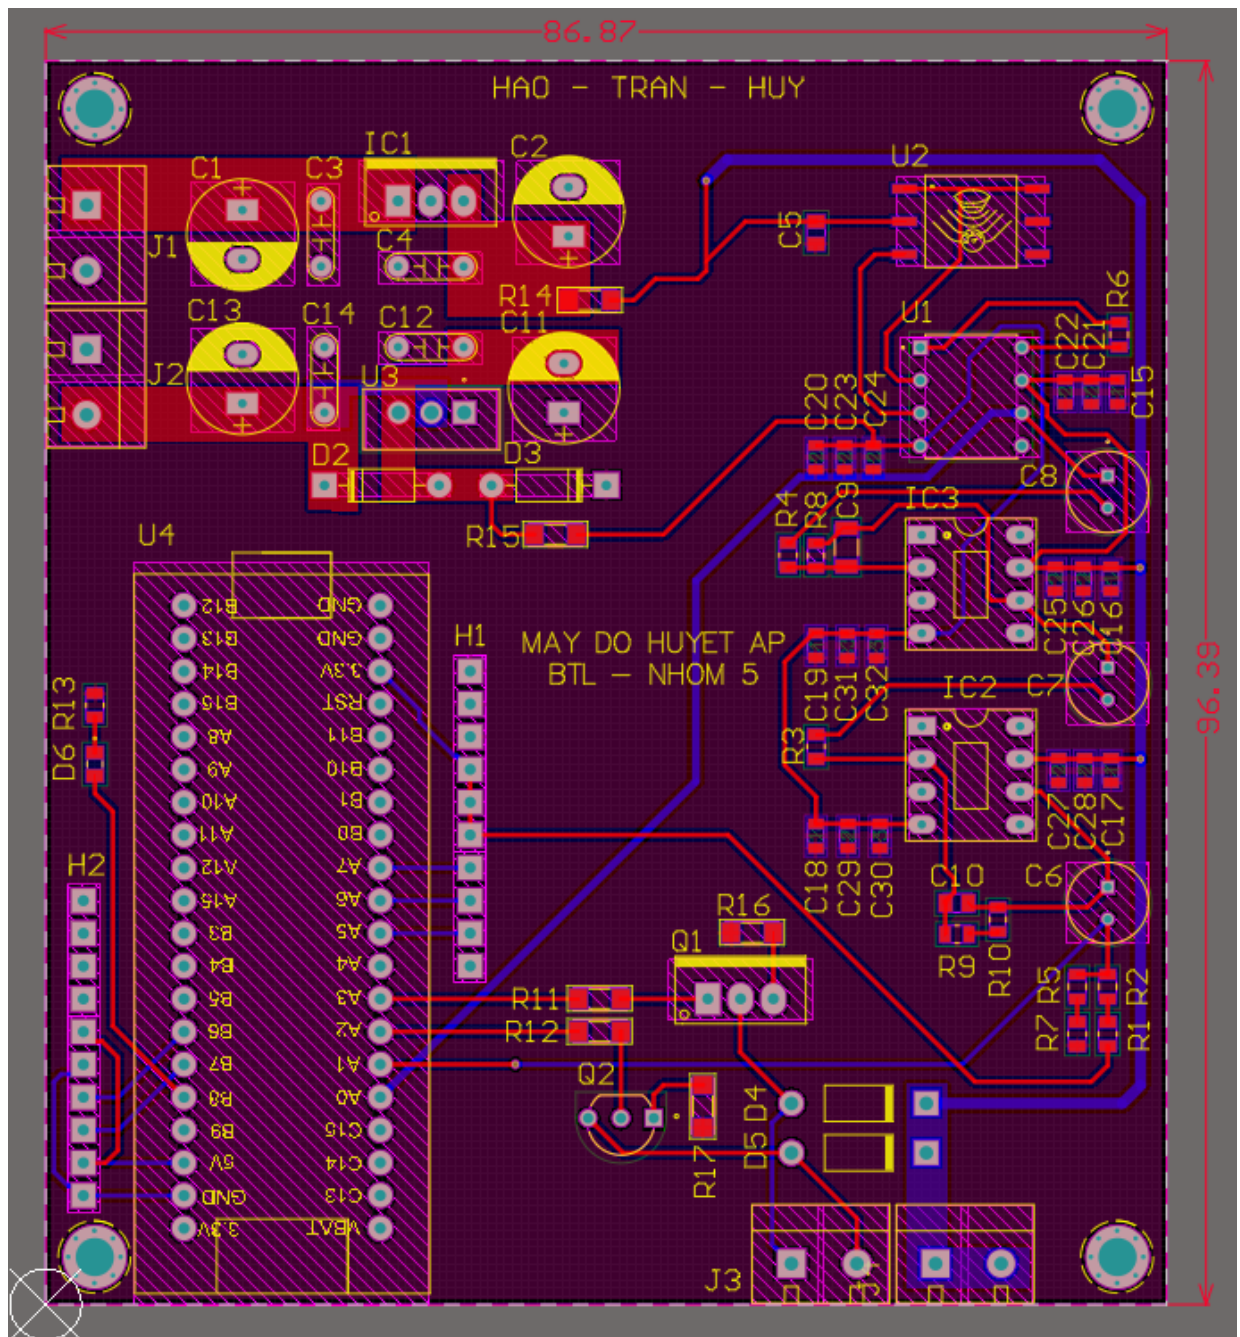 86.87
HAO - TRAN - HUY
C1
C3
IC1
C2
U2
J1
C4
C5
R14
C13
C14
C12
C11
U1
R6
J2
U3
C22
C21
C15
C20
C23
C24
D2
D3
C8
R15
R4
R8
C9
IC3
U4
B12
GND
B13
GND
B14
3.3V
B15
RST
A8
B11
A9
B10
A10
B1
A11
B0
A12
A7
A15
A6
B3
A5
B4
A4
B5
A3
B6
A2
B7
A1
B8
A0
B9
C15
5V
C14
GND
C13
3.3V
VBAT
H1
MAY DO HUYET AP
BTL - NHOM 5
C25
C26
C16
96.39
R13
D6
C19
C31
C32
IC2
C7
R3
C27
C28
C17
H2
C18
C29
C30
C10
C6
R16
Q1
R9
R10
R5
R2
R11
R12
R7
R1
Q2
D4
D5
R17
J3